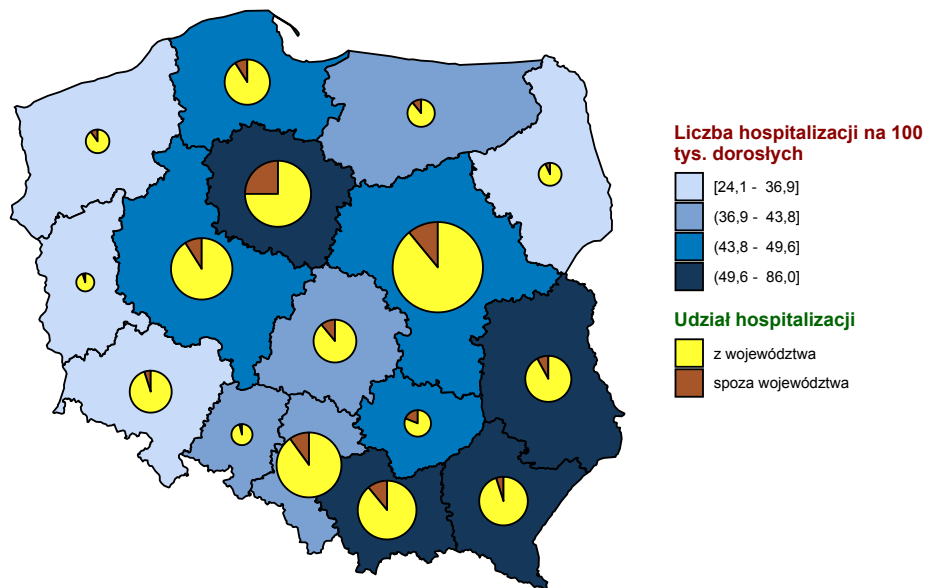 Liczba hospitalizacji na 100
tys. dorosłych
[24,1 - 36,9]
(36,9 - 43,8]
(43,8 - 49,6]
(49,6 - 86,0]
Udział hospitalizacji
z województwa
spoza województwa